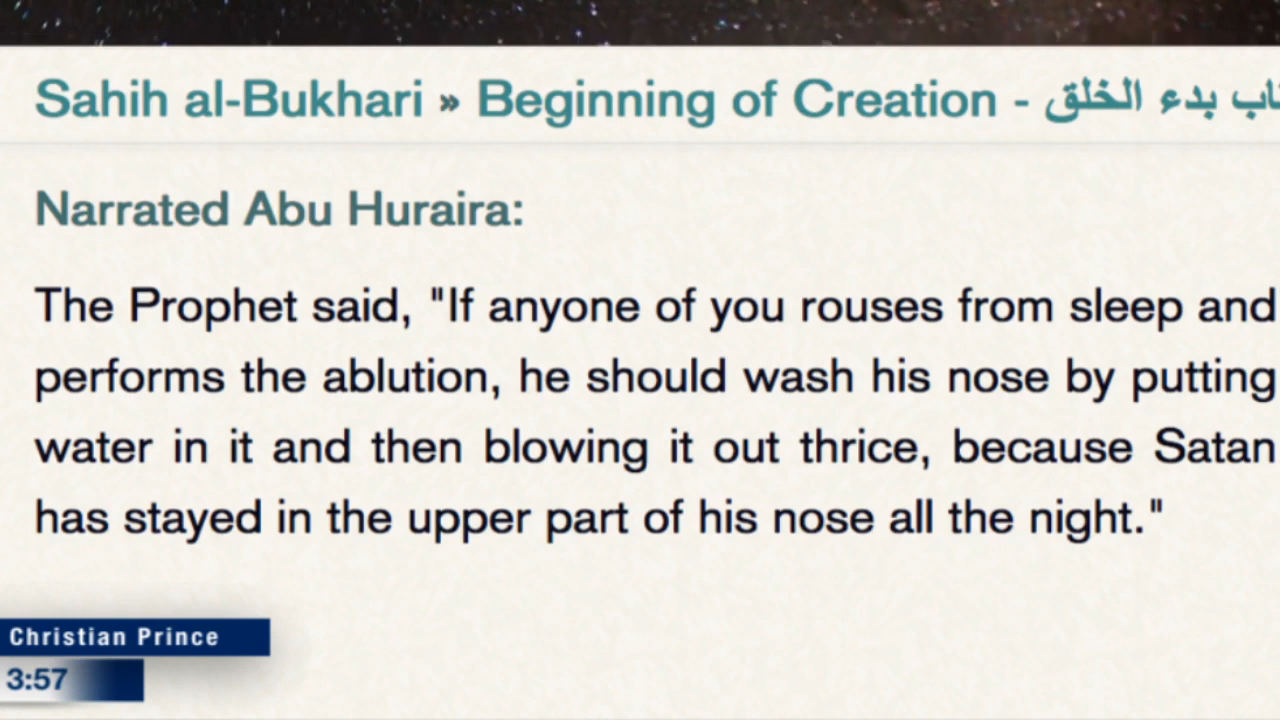 Sahih al-Bukhari » Beginning of Creation - بدء الخلق
Narrated Abu Huraira:
The Prophet said, "If anyone of you rouses from sleep and
performs the ablution, he should wash his nose by putting
water in it and then blowing it out thrice, because Satan
has stayed in the upper part of his nose all the night."
Christian Prince
3:57